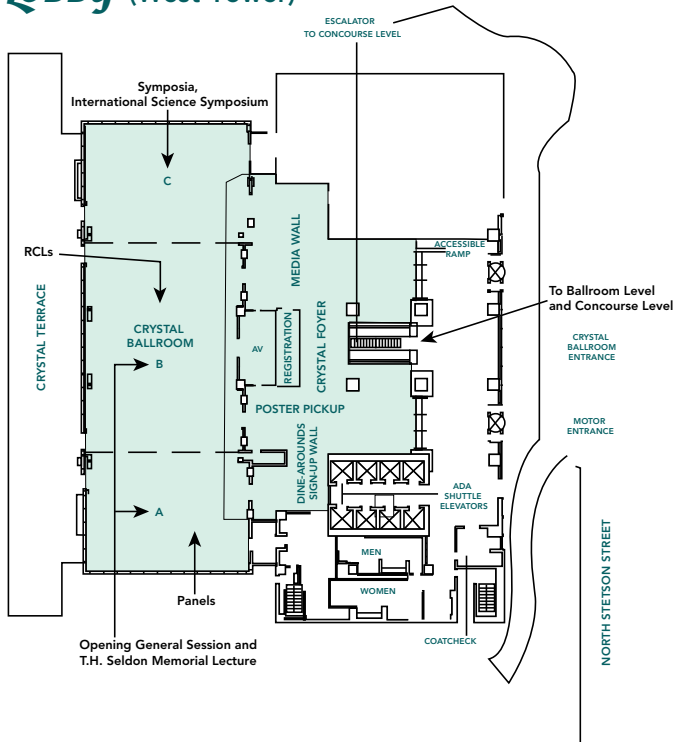 (West Tower)
ESCALATOR
TO CONCOURSE LEVEL
Symposia,
International Science Symposium
C
MEDIA WALL
ACCESSIBLE
RAMP
RCLs
To Ballroom Level
and Concourse Level
CRYSTAL TERRACE
CRYSTAL
BALLROOM
AV
REGISTRATION
CRYSTAL FOYER
CRYSTAL
BALLROOM
ENTRANCE
B
POSTER PICKUP
MOTOR
ENTRANCE
DINE-AROUNDS
SIGN-UP WALL
ADA
SHUTTLE
ELEVATORS
A
MEN
WOMEN
Panels
COATCHECK
NORTH STETSON STREET
Opening General Session and
T.H. Seldon Memorial Lecture